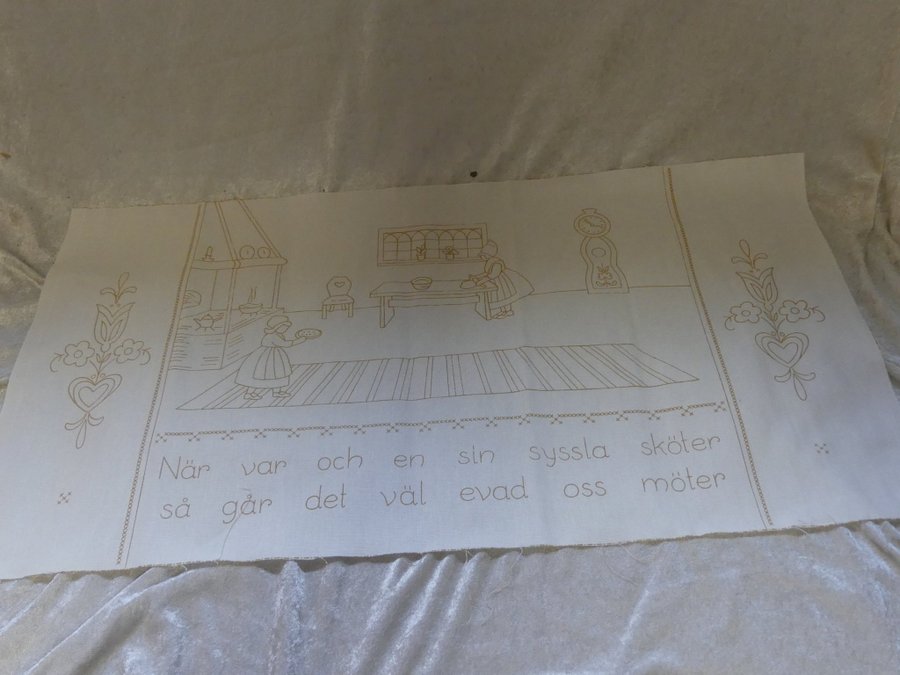 När var och en sin syssla sköter
så går det väl evad oss möter